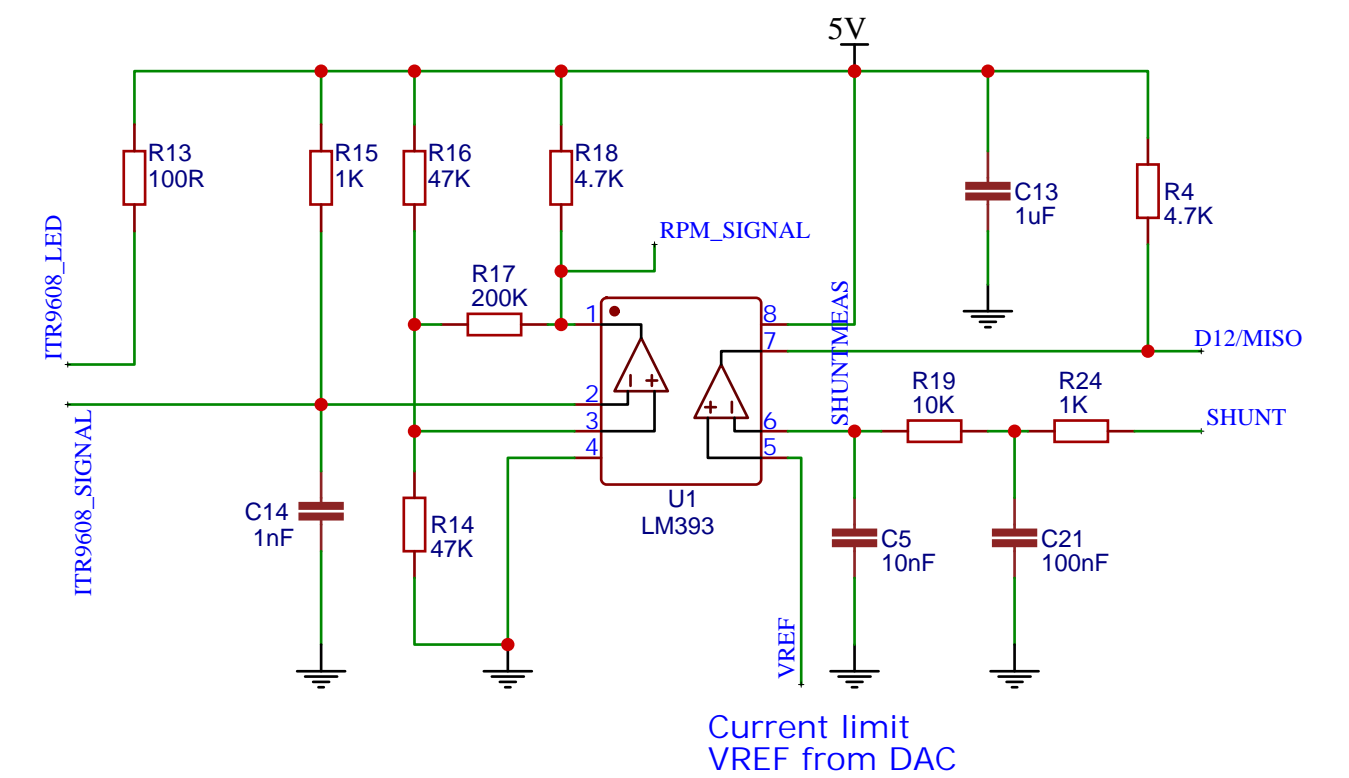 5V
R13
100R
R15
1K
R16
47K
R18
4.7K
C13
1uF
R4
4.7K
ITR9608_LED
RPM_SIGNAL
R17
200K
SHUNTMEAS
D12/MISO
1
2
3
4
8
7
6
5
R19
10K
R24
1K
SHUNT
ITR9608_SIGNAL
U1
LM393
C14
1nF
R14
47K
C5
10nF
C21
100nF
VREF
Current limit
VREF from DAC